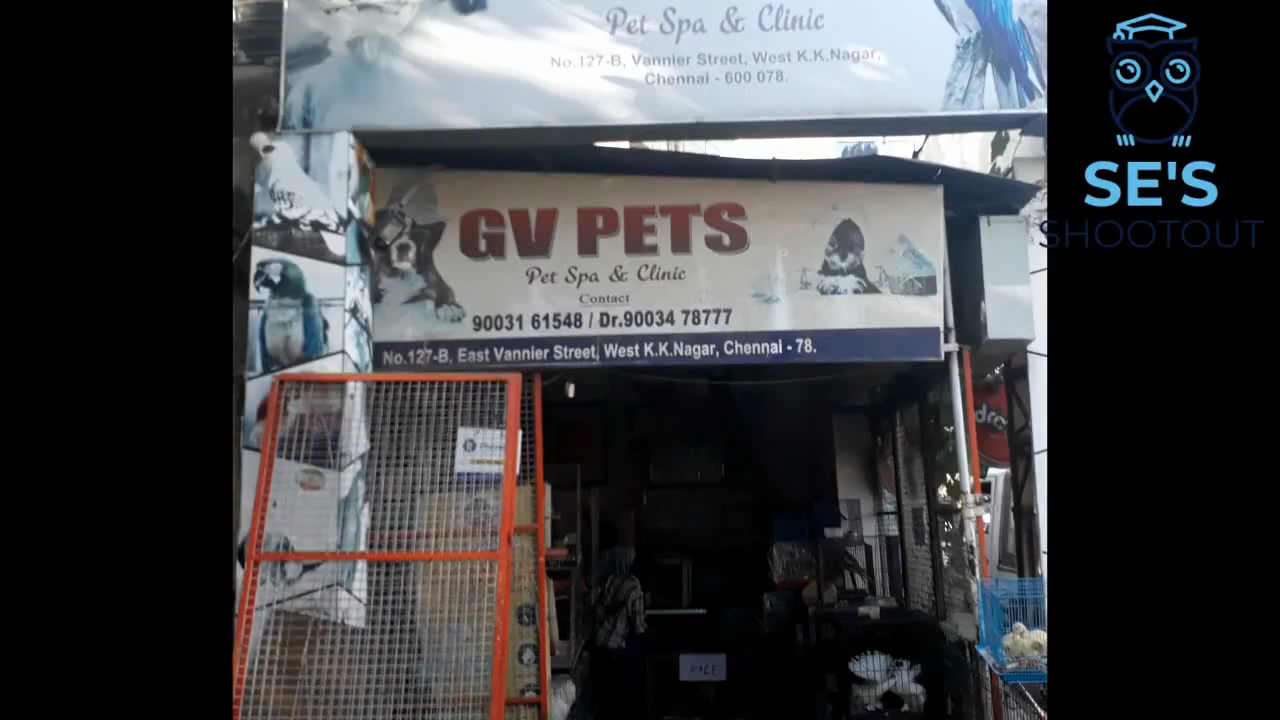 Pet Spa & Clinic
No.127-B, Vannier Street, West K.K.Nagar,
Chennai - 600 078.
SE'S
SHOOTOUT
GV PETS
Pet Spa & Clinic
Contact
90031 61548 / Dr.90034 78777
No.127-B, East Vannier Street, West K.K.Nagar, Chennai - 78.